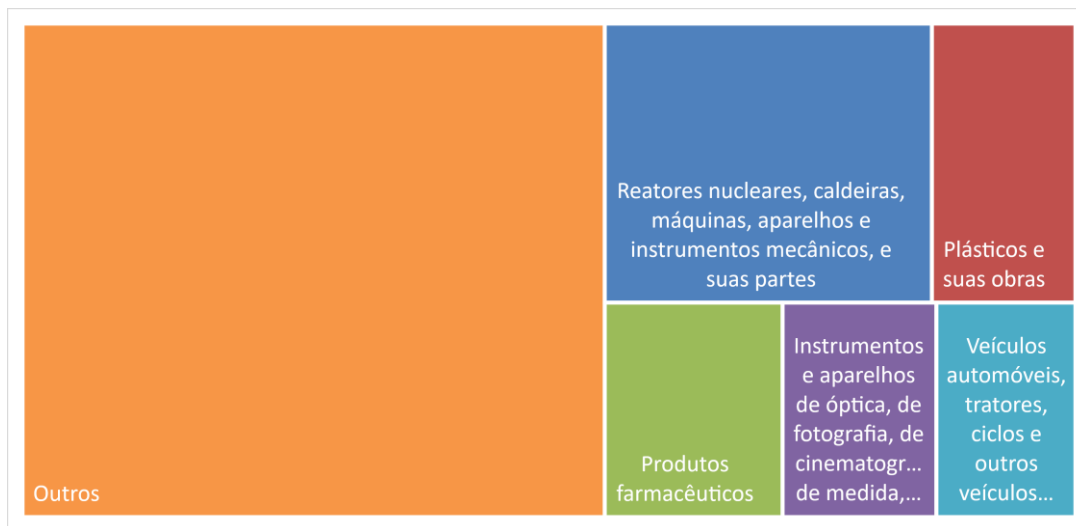 Outros
Reatores nucleares, caldeiras,
máquinas, aparelhos e
instrumentos mecânicos, e
suas partes
Plásticos e
suas obras
Produtos
farmacêuticos
Instrumentos
e aparelhos
de óptica, de
fotografia, de
cinematogr...
de medida,...
Veículos
automóveis,
tratores,
ciclos e
outros
veículos...